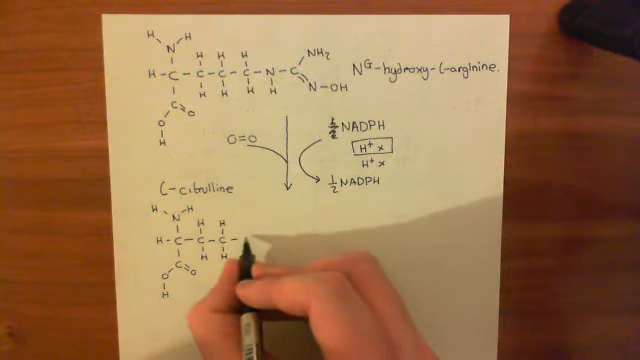 H H
N H H H NH₂
H-C-C-C-C-N-C
H H H H N-OH
C O
O
H
Nᴳ-hydroxy-L-arginine.
O=O
½ NADPH
H⁺ x
H⁺ x
½ NADPH
L-citrulline
H H
N H H
H-C-C-C-
H H
C O
O
H